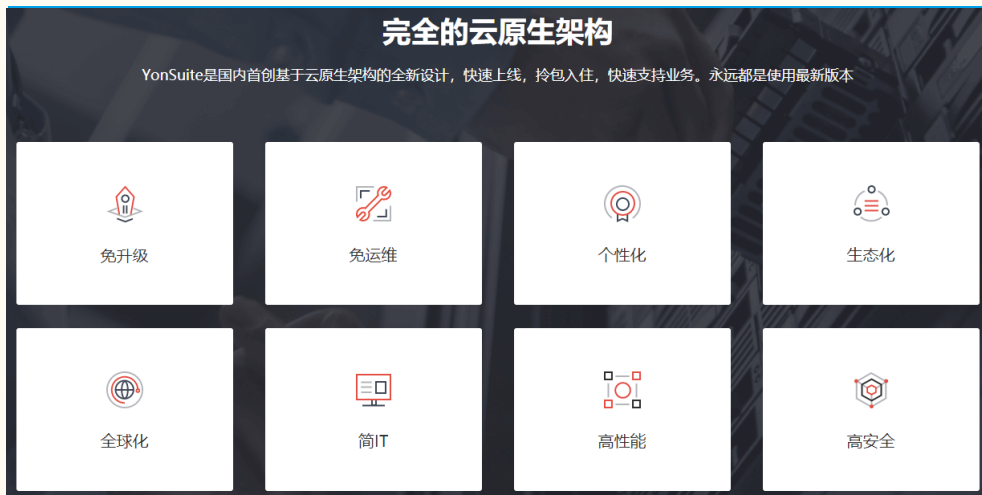 完全的云原生架构
YonSuite是国内首创基于云原生架构的全新设计，快速上线，拎包入住，快速支持业务。永远都是使用最新版本
免升级
免运维
个性化
生态化
全球化
简IT
高性能
高安全